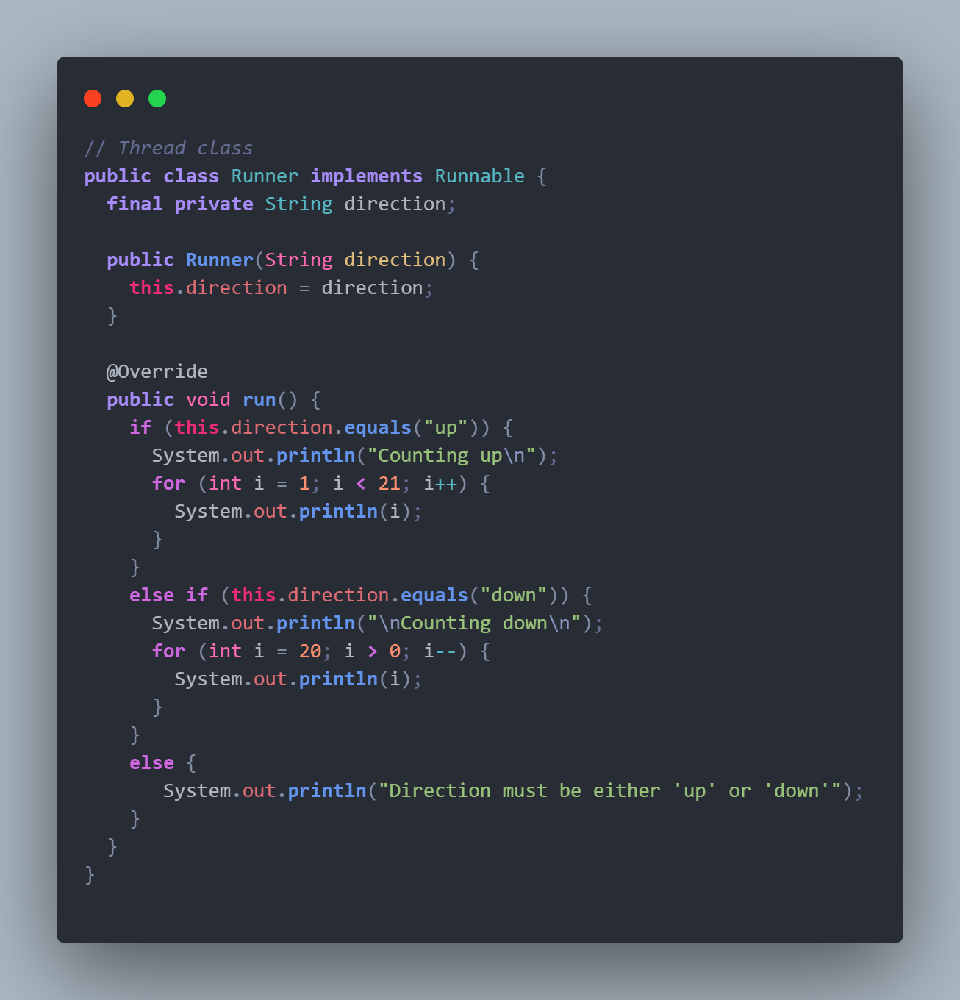 // Thread class
public class Runner implements Runnable {
  final private String direction;

  public Runner(String direction) {
    this.direction = direction;
  }

  @Override
  public void run() {
    if (this.direction.equals("up")) {
      System.out.println("Counting up\n");
      for (int i = 1; i < 21; i++) {
        System.out.println(i);
      }
    }
    else if (this.direction.equals("down")) {
      System.out.println("\nCounting down\n");
      for (int i = 20; i > 0; i--) {
        System.out.println(i);
      }
    }
    else {
       System.out.println("Direction must be either 'up' or 'down'");
    }
  }
}